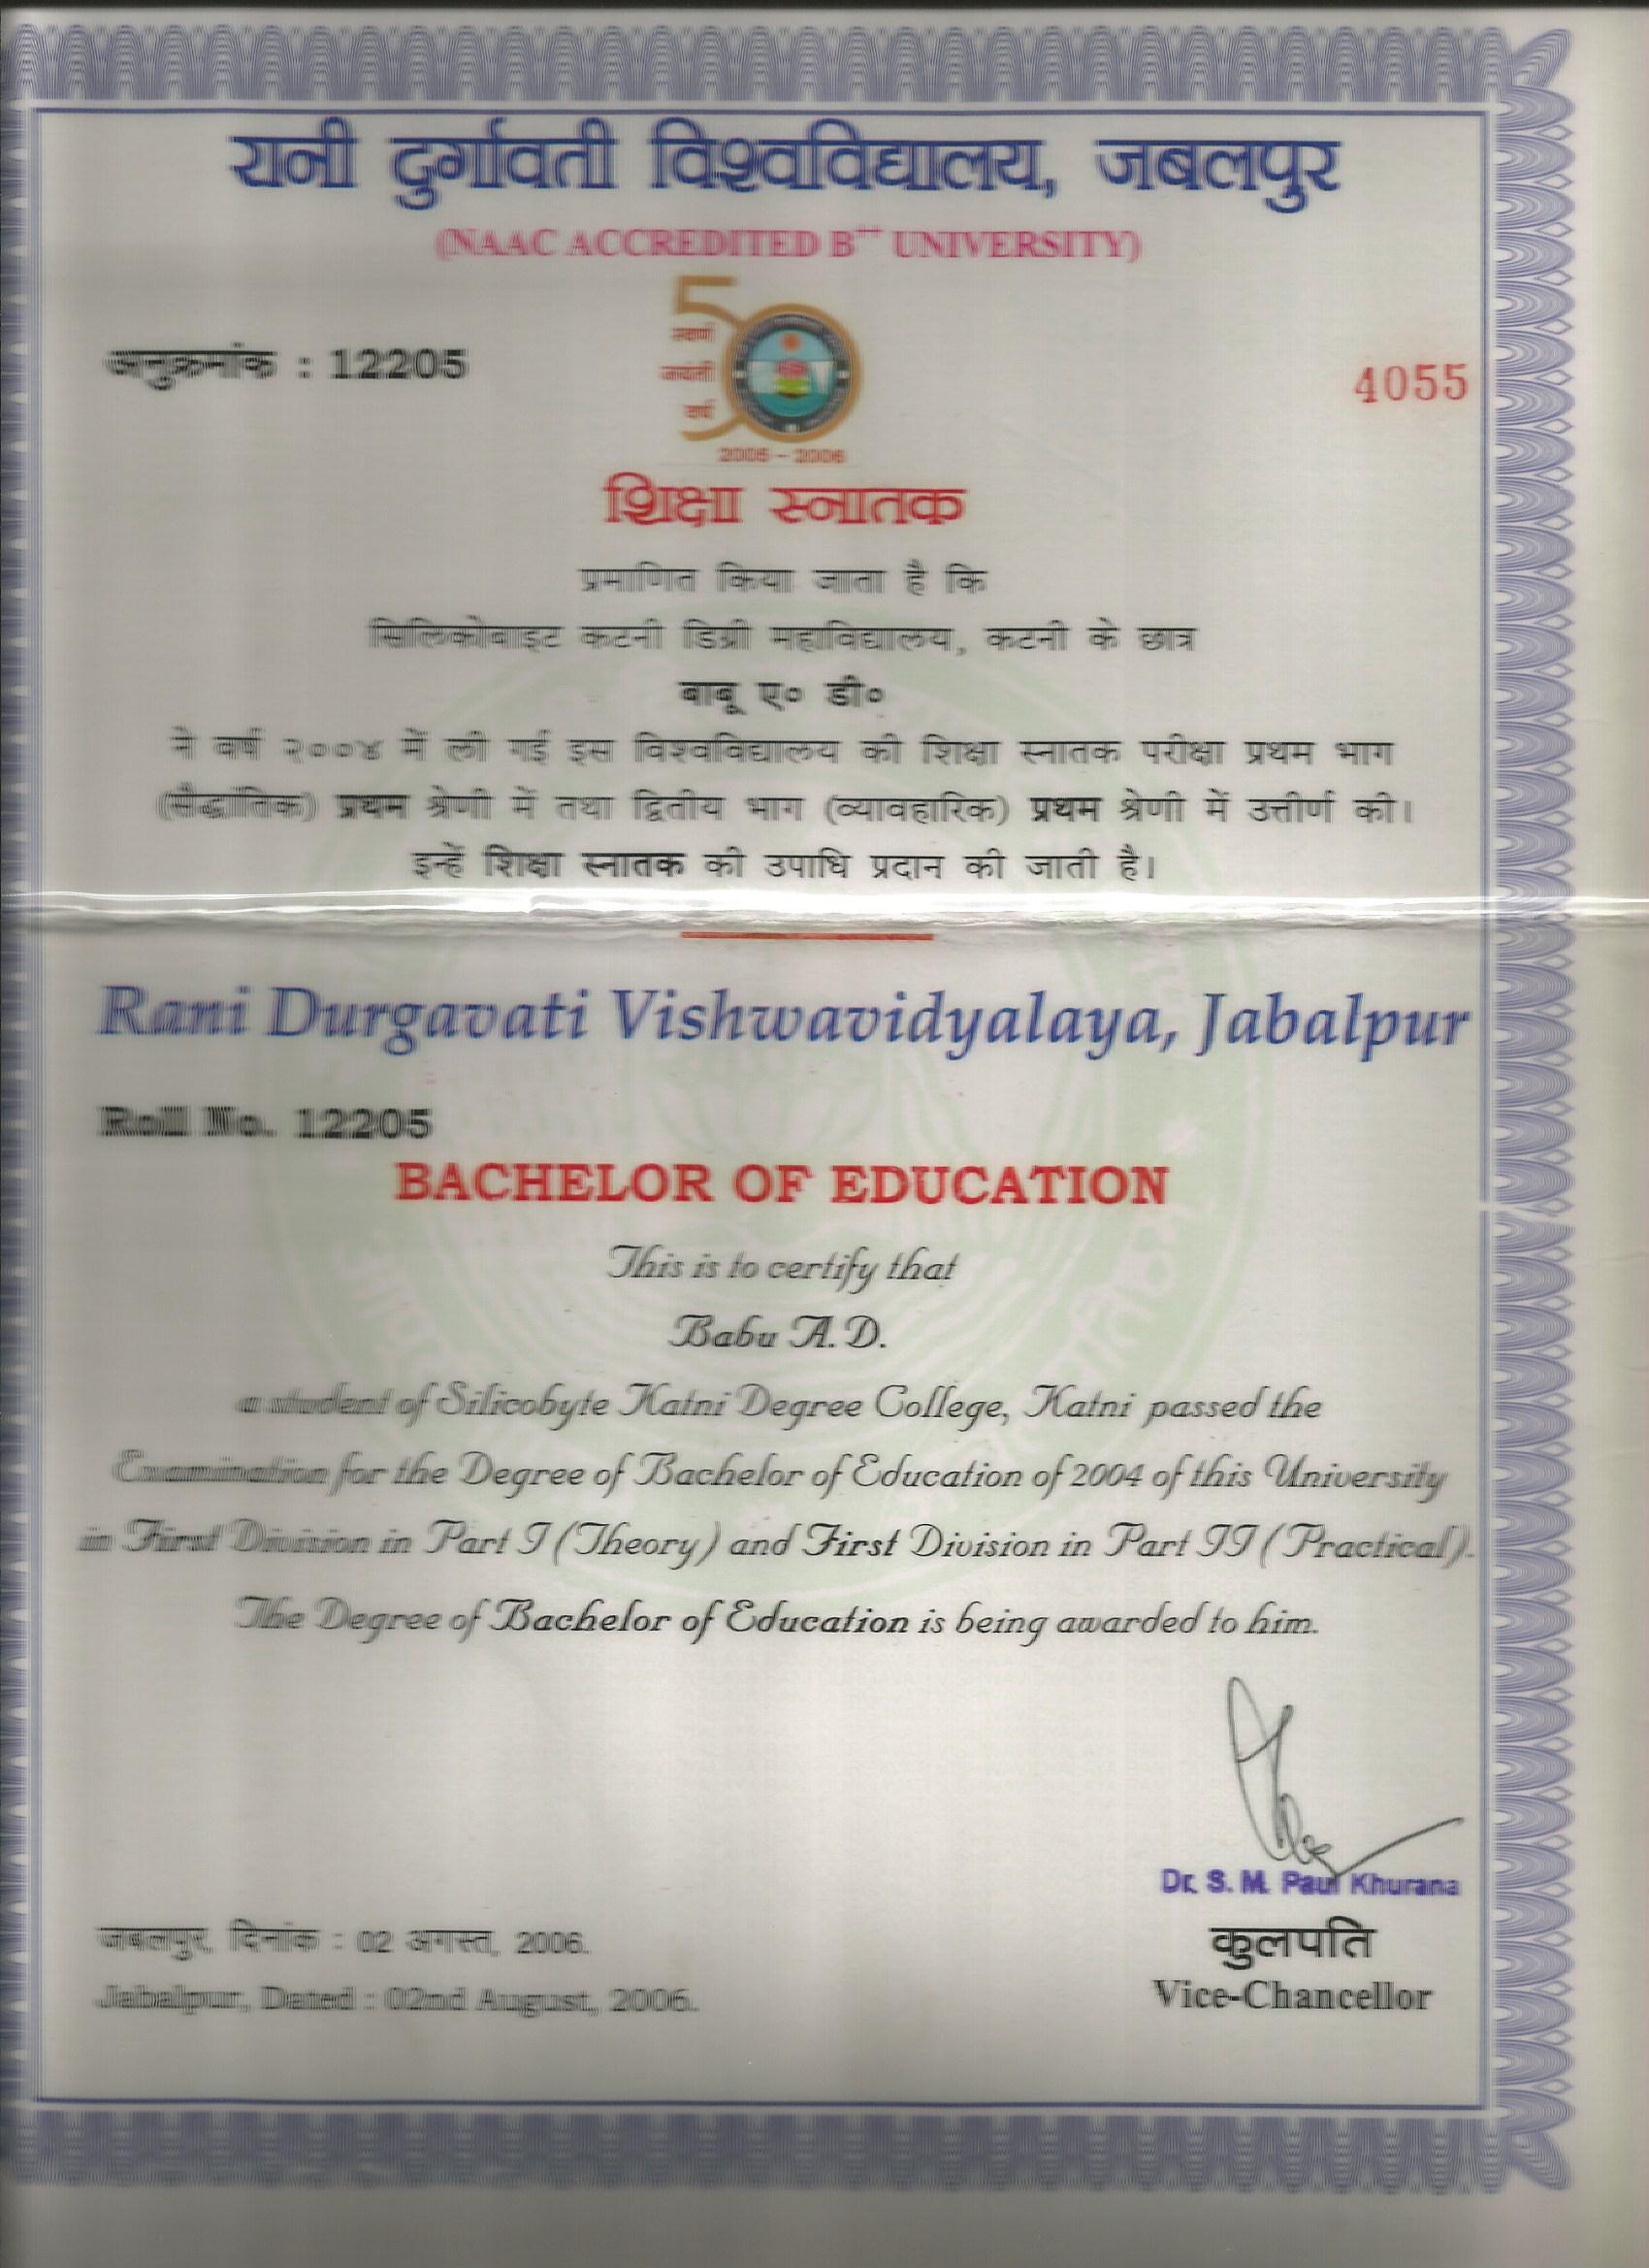 रानी दुर्गावती विश्वविद्यालय, जबलपुर
(NAAC ACCREDITED B++ UNIVERSITY)
50
स्वर्ण
जयंती
वर्ष
2005 - 2006
अनुक्रमांक : 12205
4055
शिक्षा स्नातक
प्रमाणित किया जाता है कि
सिलिकोबाइट कटनी डिग्री महाविद्यालय, कटनी के छात्र
बाबू ए० डी०
ने वर्ष २००४ में ली गई इस विश्वविद्यालय की शिक्षा स्नातक परीक्षा प्रथम भाग
(सैद्धांतिक) प्रथम श्रेणी में तथा द्वितीय भाग (व्यावहारिक) प्रथम श्रेणी में उत्तीर्ण की।
इन्हें शिक्षा स्नातक की उपाधि प्रदान की जाती है।
Rani Durgavati Vishwavidyalaya, Jabalpur
Roll No. 12205
BACHELOR OF EDUCATION
This is to certify that
Babu A. D.
a student of Silicobyte Katni Degree College, Katni passed the
Examination for the Degree of Bachelor of Education of 2004 of this University
in First Division in Part I (Theory) and First Division in Part II (Practical).
The Degree of Bachelor of Education is being awarded to him.
Dr. S. M. Paul Khurana
कुलपति
Vice-Chancellor
जबलपुर, दिनांक : 02 अगस्त, 2006.
Jabalpur, Dated : 02nd August, 2006.